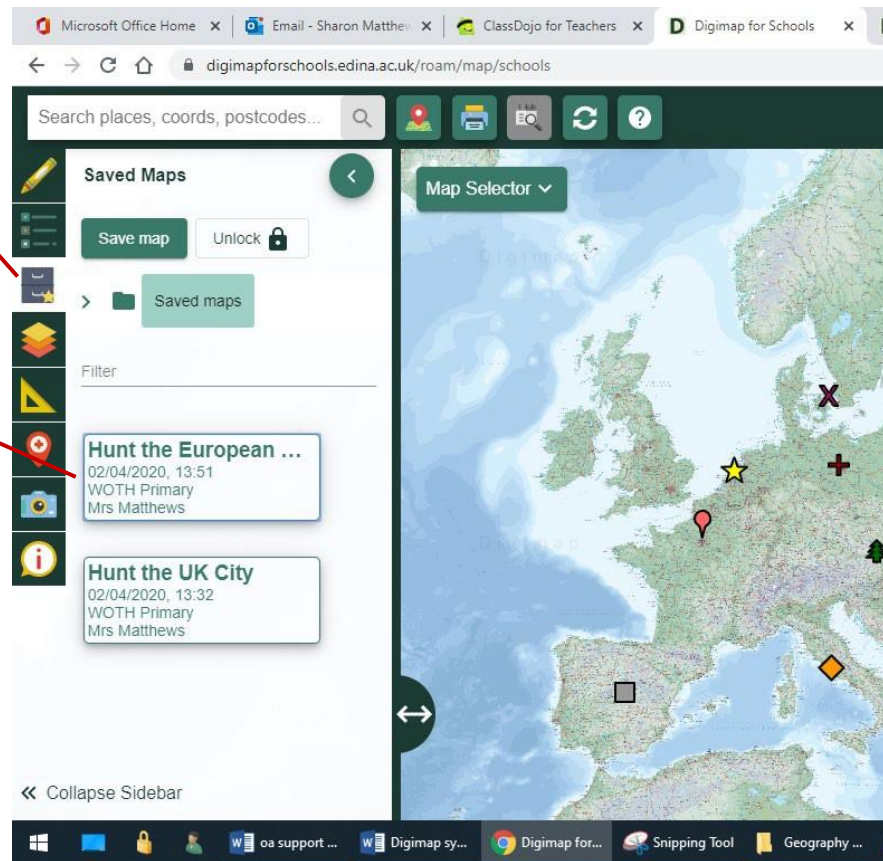 Microsoft Office Home
Email - Sharon Matthew
ClassDojo for Teachers
Digimap for Schools
digimapforschools.edina.ac.uk/roam/map/schools
Search places, coords, postcodes...
Saved Maps
Map Selector
Save map
Unlock
Saved maps
Filter
Hunt the European ...
02/04/2020, 13:51
WOTH Primary
Mrs Matthews
Hunt the UK City
02/04/2020, 13:32
WOTH Primary
Mrs Matthews
Digimap
Digimap
« Collapse Sidebar
oa support ...
Digimap sy...
Digimap for...
Snipping Tool
Geography ...